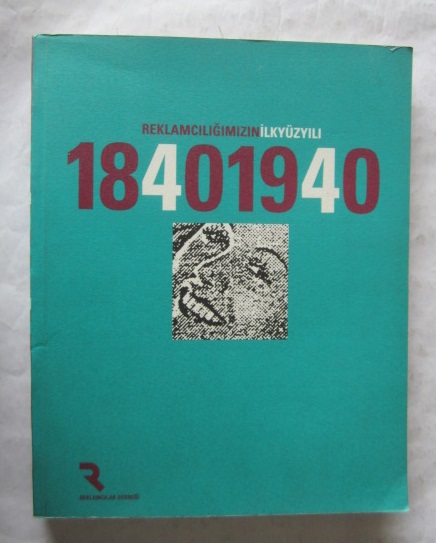 REKLAMCILIĞIMIZINİLKYÜZYILI
18401940
R
REKLAMCILAR DERNEĞİ